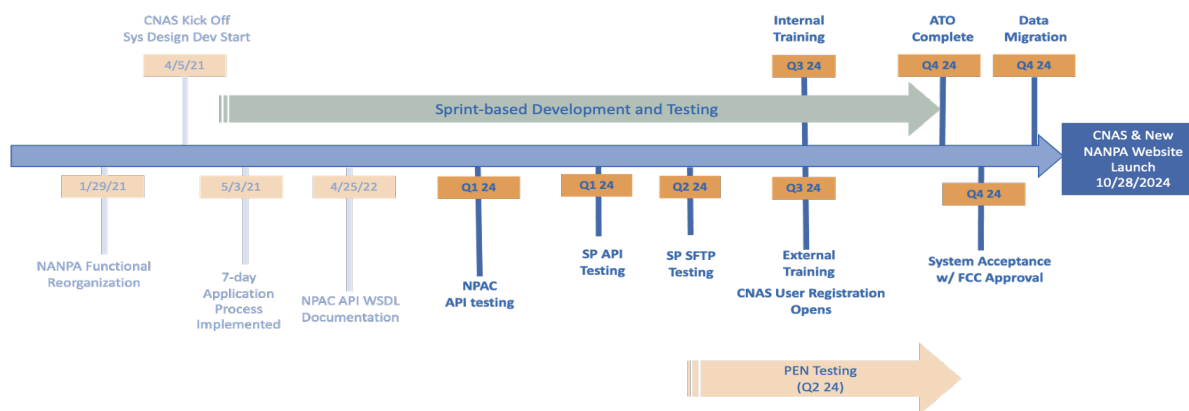 CNAS Kick Off
Sys Design Dev Start
4/5/21
Internal
Training
Q3 24
ATO
Complete
Q4 24
Data
Migration
Q4 24
Sprint-based Development and Testing
CNAS & New
NANPA Website
Launch
10/28/2024
1/29/21
NANPA Functional
Reorganization
5/3/21
7-day
Application
Process
Implemented
4/25/22
NPAC API WSDL
Documentation
Q1 24
NPAC
API testing
Q1 24
SP API
Testing
Q2 24
SP SFTP
Testing
Q3 24
External
Training
CNAS User Registration
Opens
Q4 24
System Acceptance
w/ FCC Approval
PEN Testing
(Q2 24)